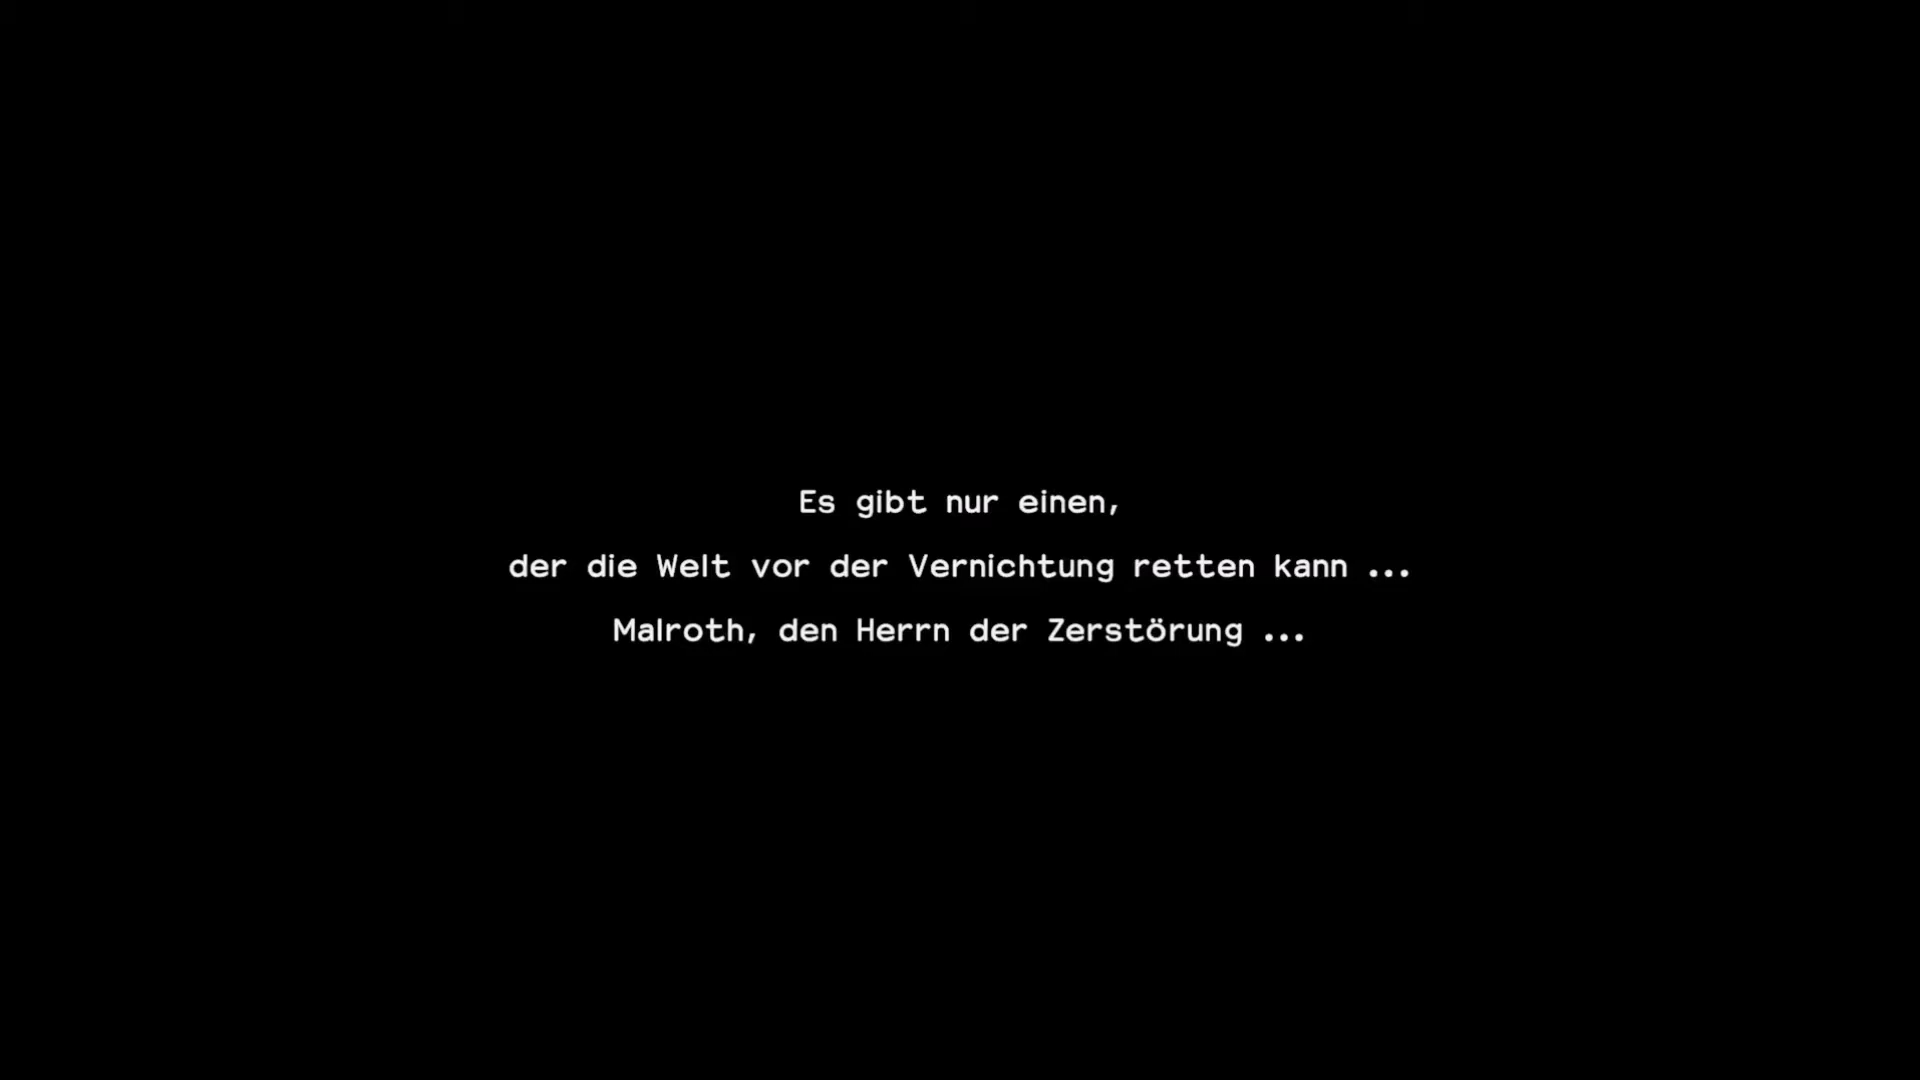 Es gibt nur einen,
der die Welt vor der Vernichtung retten kann ...
Malroth, den Herrn der Zerstörung ...